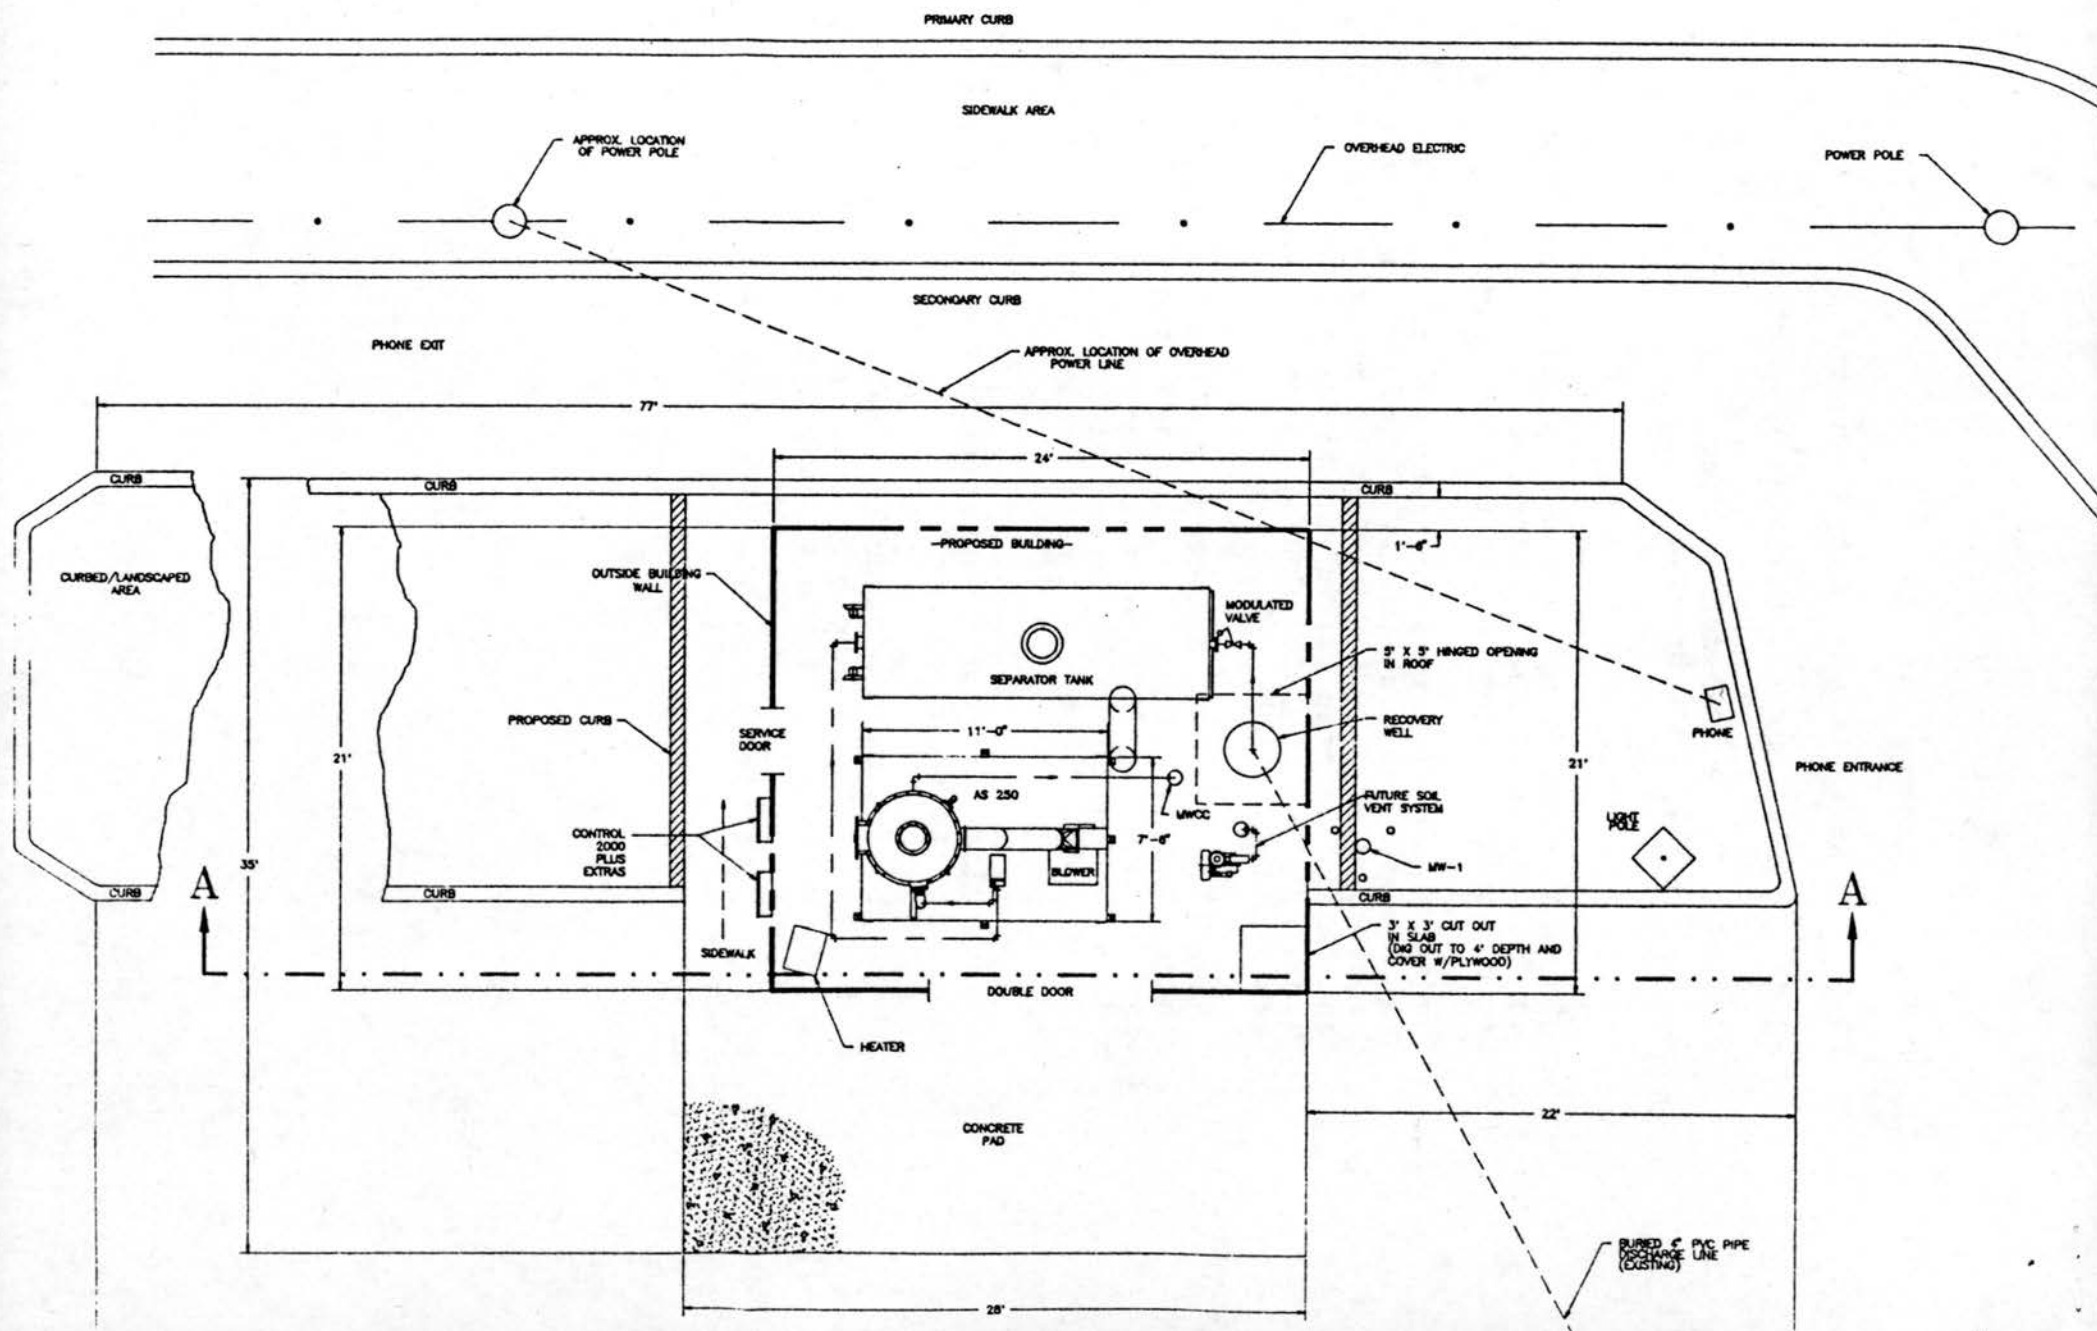 PRIMARY CURB
SIDEWALK AREA
APPROX. LOCATION
OF POWER POLE
OVERHEAD ELECTRIC
POWER POLE
SECONDARY CURB
PHONE EXIT
APPROX. LOCATION OF OVERHEAD
POWER LINE
77'
24'
CURB
CURB
CURB
PROPOSED BUILDING
1'-6"
CURBED/LANDSCAPED
AREA
OUTSIDE BUILDING
WALL
MODULATED
VALVE
5' X 5' HINGED OPENING
IN ROOF
SEPARATOR TANK
PROPOSED CURB
SERVICE
DOOR
11'-0"
RECOVERY
WELL
PHONE
21'
21'
PHONE ENTRANCE
AS 250
MWCC
FUTURE SOIL
VENT SYSTEM
LIGHT
POLE
CONTROL
2000
PLUS
EXTRAS
7'-6"
35'
BLOWER
MW-1
A
A
CURB
CURB
CURB
3' X 3' CUT OUT
IN SLAB
(DIG OUT TO 4' DEPTH AND
COVER W/PLYWOOD)
SIDEWALK
DOUBLE DOOR
HEATER
22'
CONCRETE
PAD
BURIED 4" PVC PIPE
DISCHARGE LINE
(EXISTING)
28'